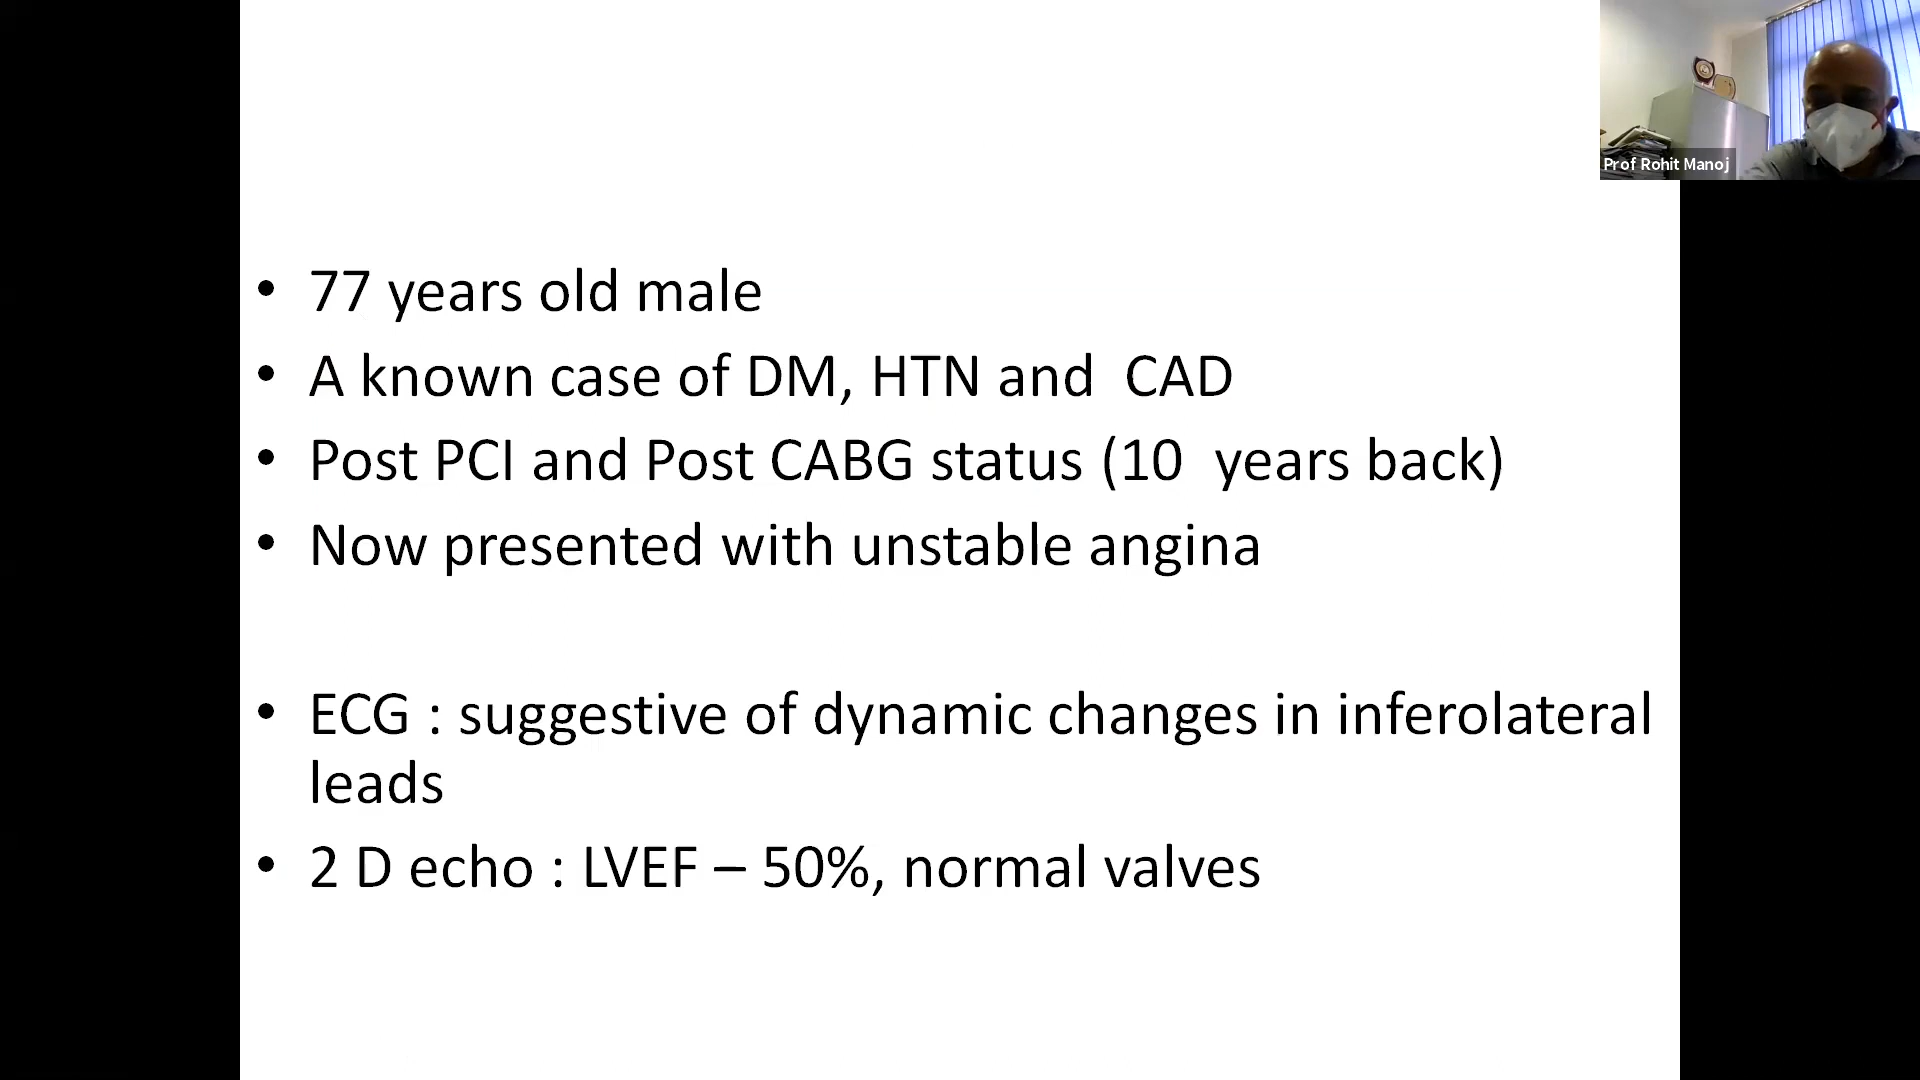 Prof Rohit Manoj
• 77 years old male
• A known case of DM, HTN and  CAD
• Post PCI and Post CABG status (10  years back)
• Now presented with unstable angina
• ECG : suggestive of dynamic changes in inferolateral
leads
• 2 D echo : LVEF – 50%, normal valves